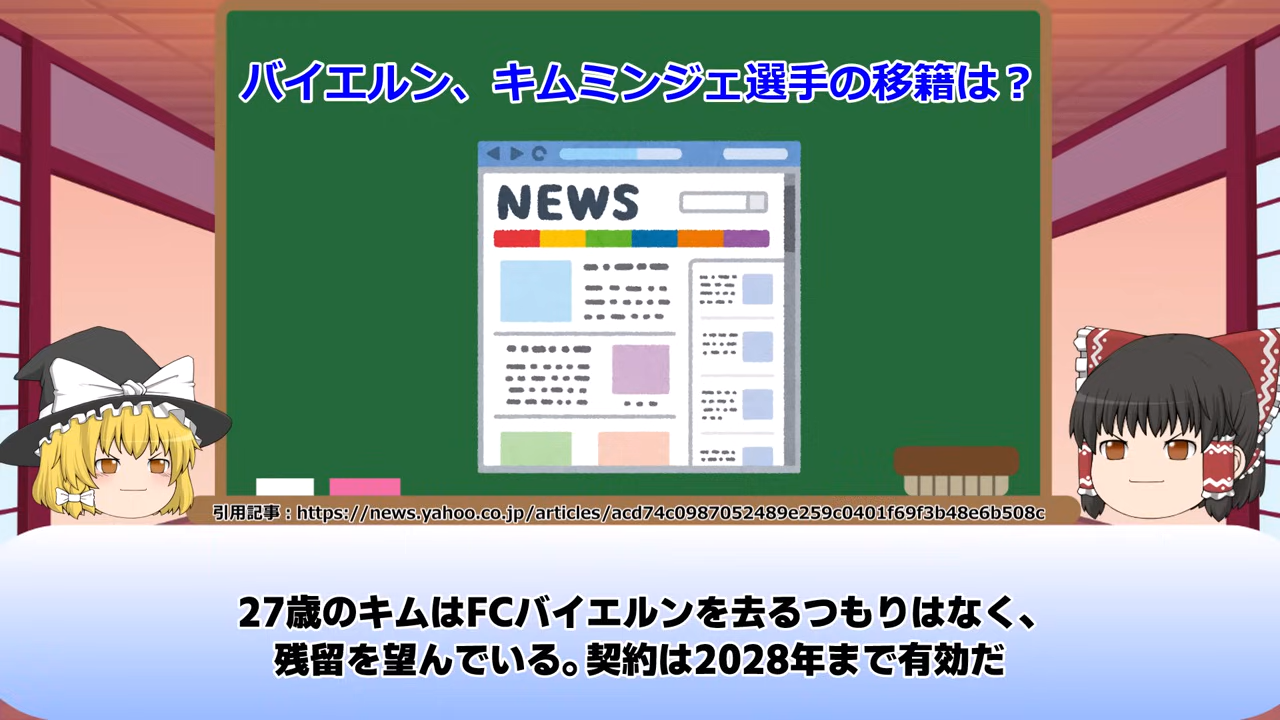 バイエルン、キムミンジェ選手の移籍は？
NEWS
引用記事：https://news.yahoo.co.jp/articles/acd74c0987052489e259c0401f69f3b48e6b508c
27歳のキムはFCバイエルンを去るつもりはなく、
残留を望んでいる。契約は2028年まで有効だ